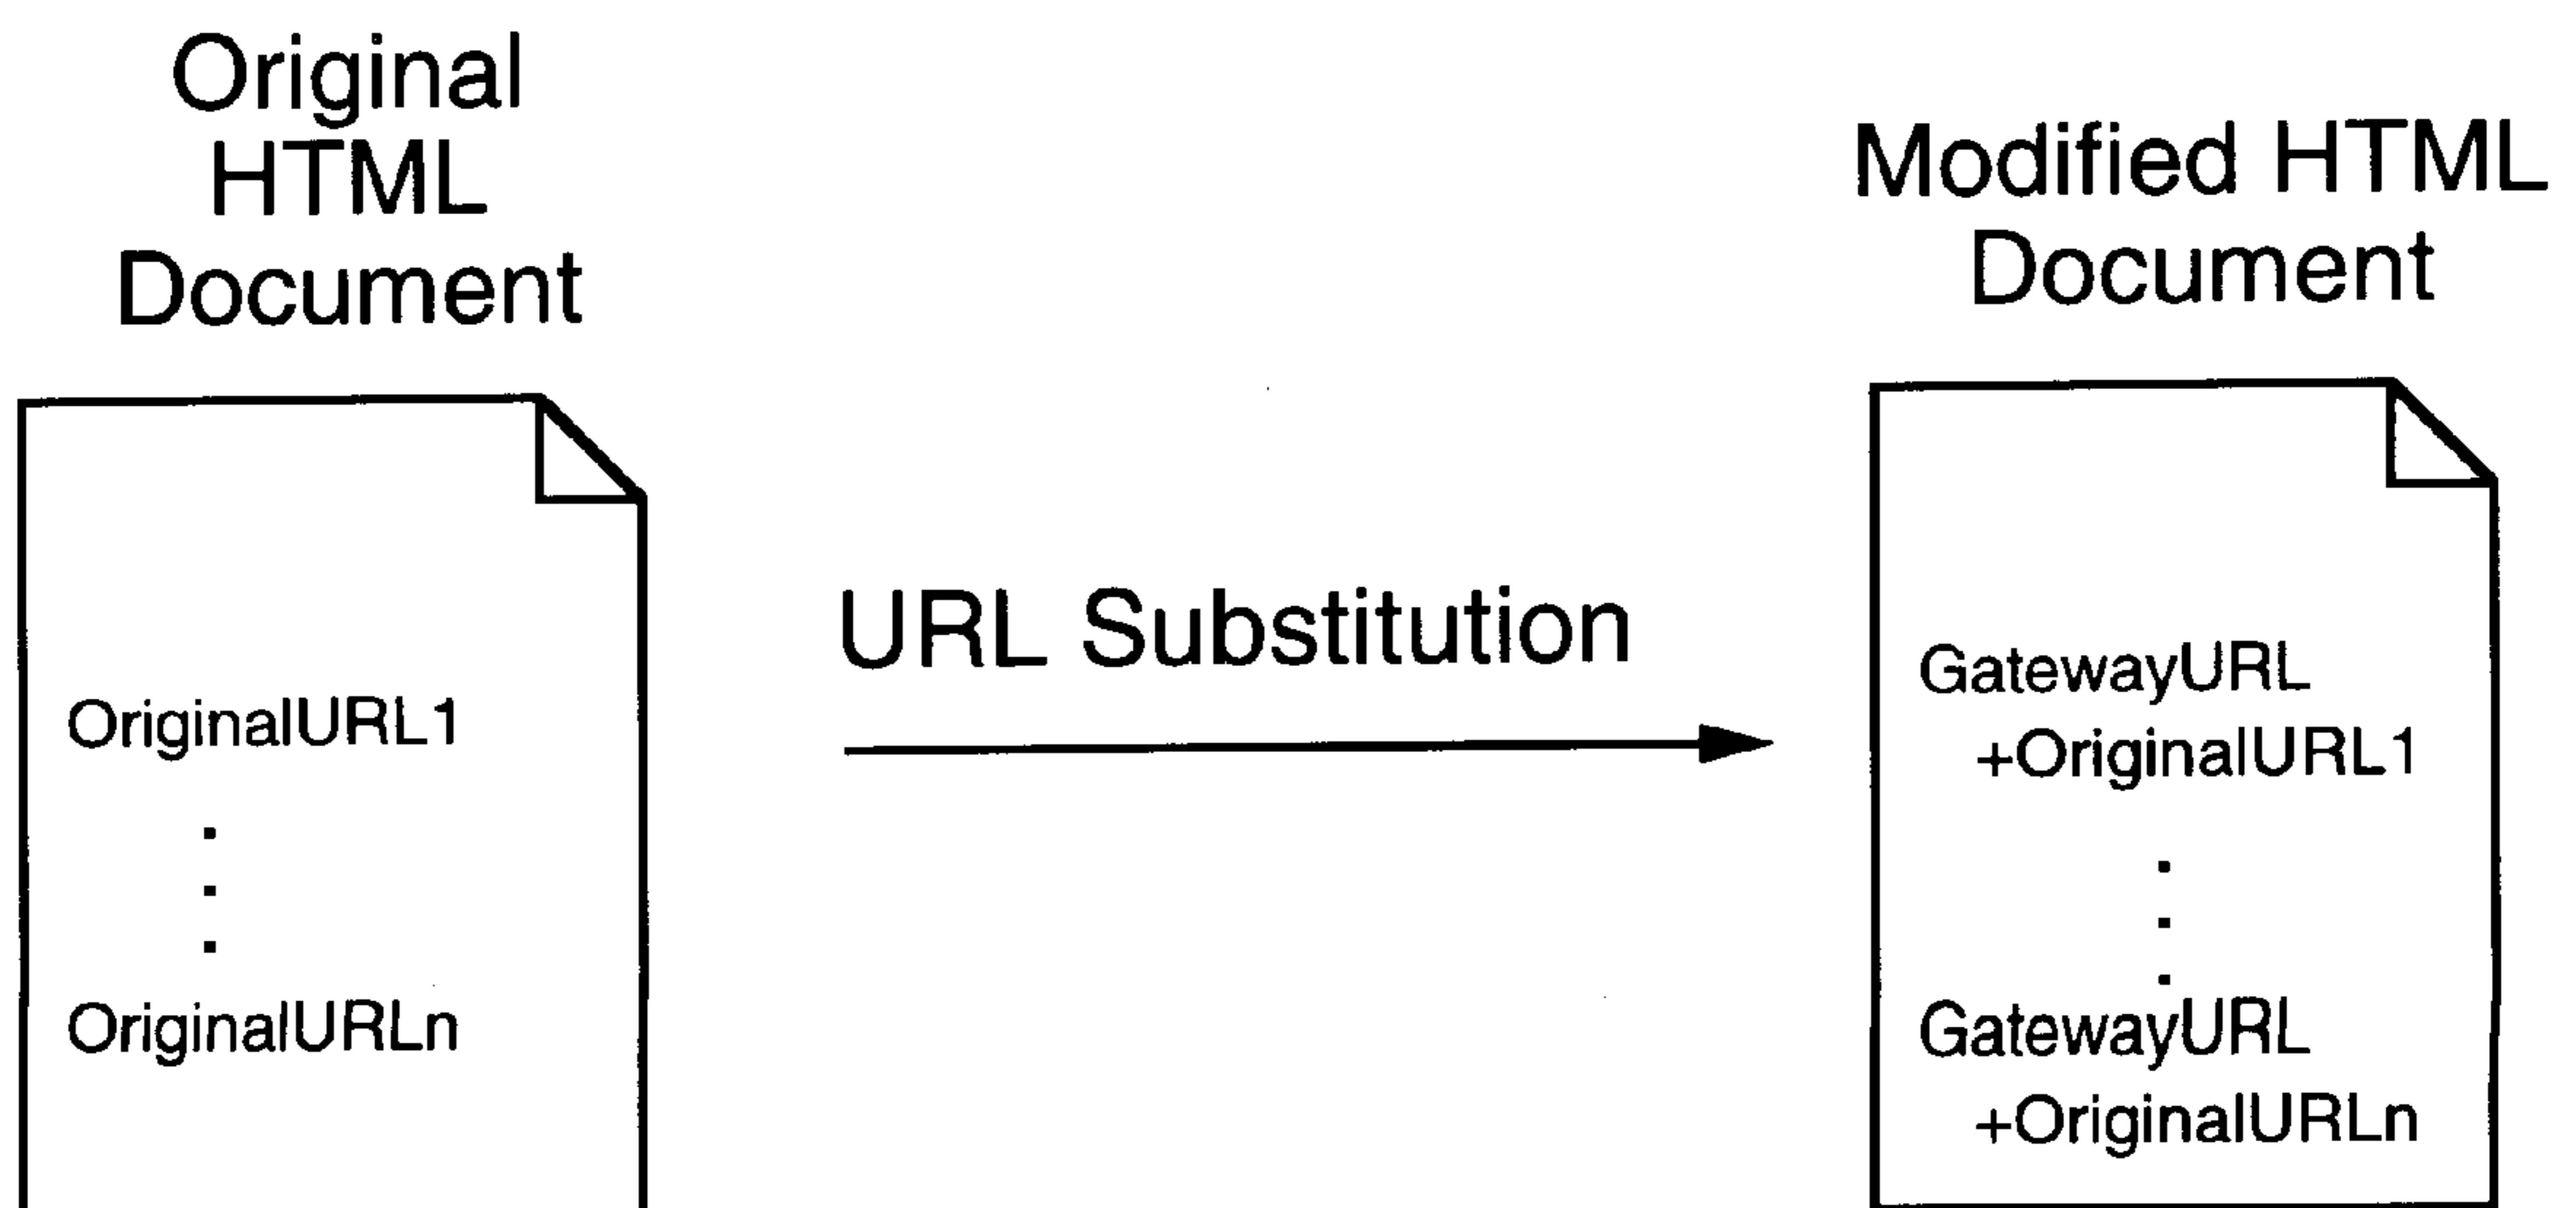 Original
HTML
Document
OriginalURL1
.
.
.
OriginalURLn
URL Substitution
Modified HTML
Document
GatewayURL
+OriginalURL1
.
.
.
GatewayURL
+OriginalURLn